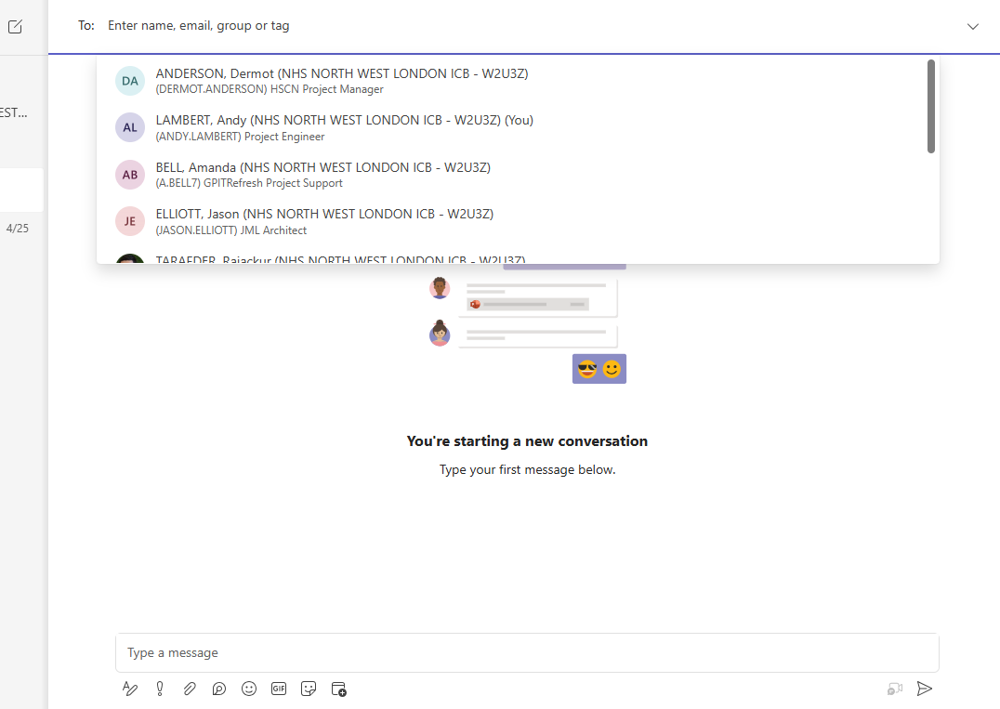 To: Enter name, email, group or tag
DA
ANDERSON, Dermot (NHS NORTH WEST LONDON ICB - W2U3Z)
(DERMOT.ANDERSON) HSCN Project Manager
EST...
AL
LAMBERT, Andy (NHS NORTH WEST LONDON ICB - W2U3Z) (You)
(ANDY.LAMBERT) Project Engineer
AB
BELL, Amanda (NHS NORTH WEST LONDON ICB - W2U3Z)
(A.BELL7) GPITRefresh Project Support
4/25
JE
ELLIOTT, Jason (NHS NORTH WEST LONDON ICB - W2U3Z)
(JASON.ELLIOTT) JML Architect
TARAFDER, Rajackur (NHS NORTH WEST LONDON ICB - W2U3Z)
You're starting a new conversation
Type your first message below.
Type a message
GIF